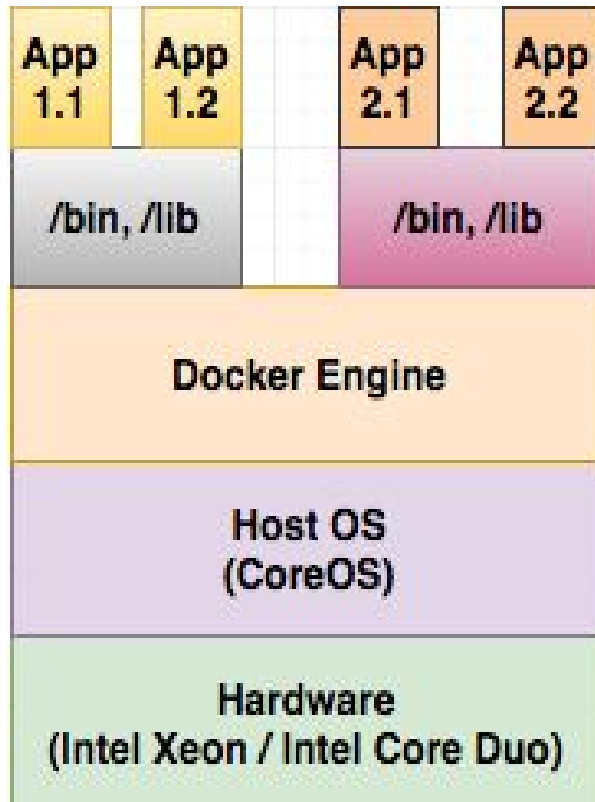 App 1.1
App 1.2
App 2.1
App 2.2
/bin, /lib
/bin, /lib
Docker Engine
Host OS
(CoreOS)
Hardware
(Intel Xeon / Intel Core Duo)